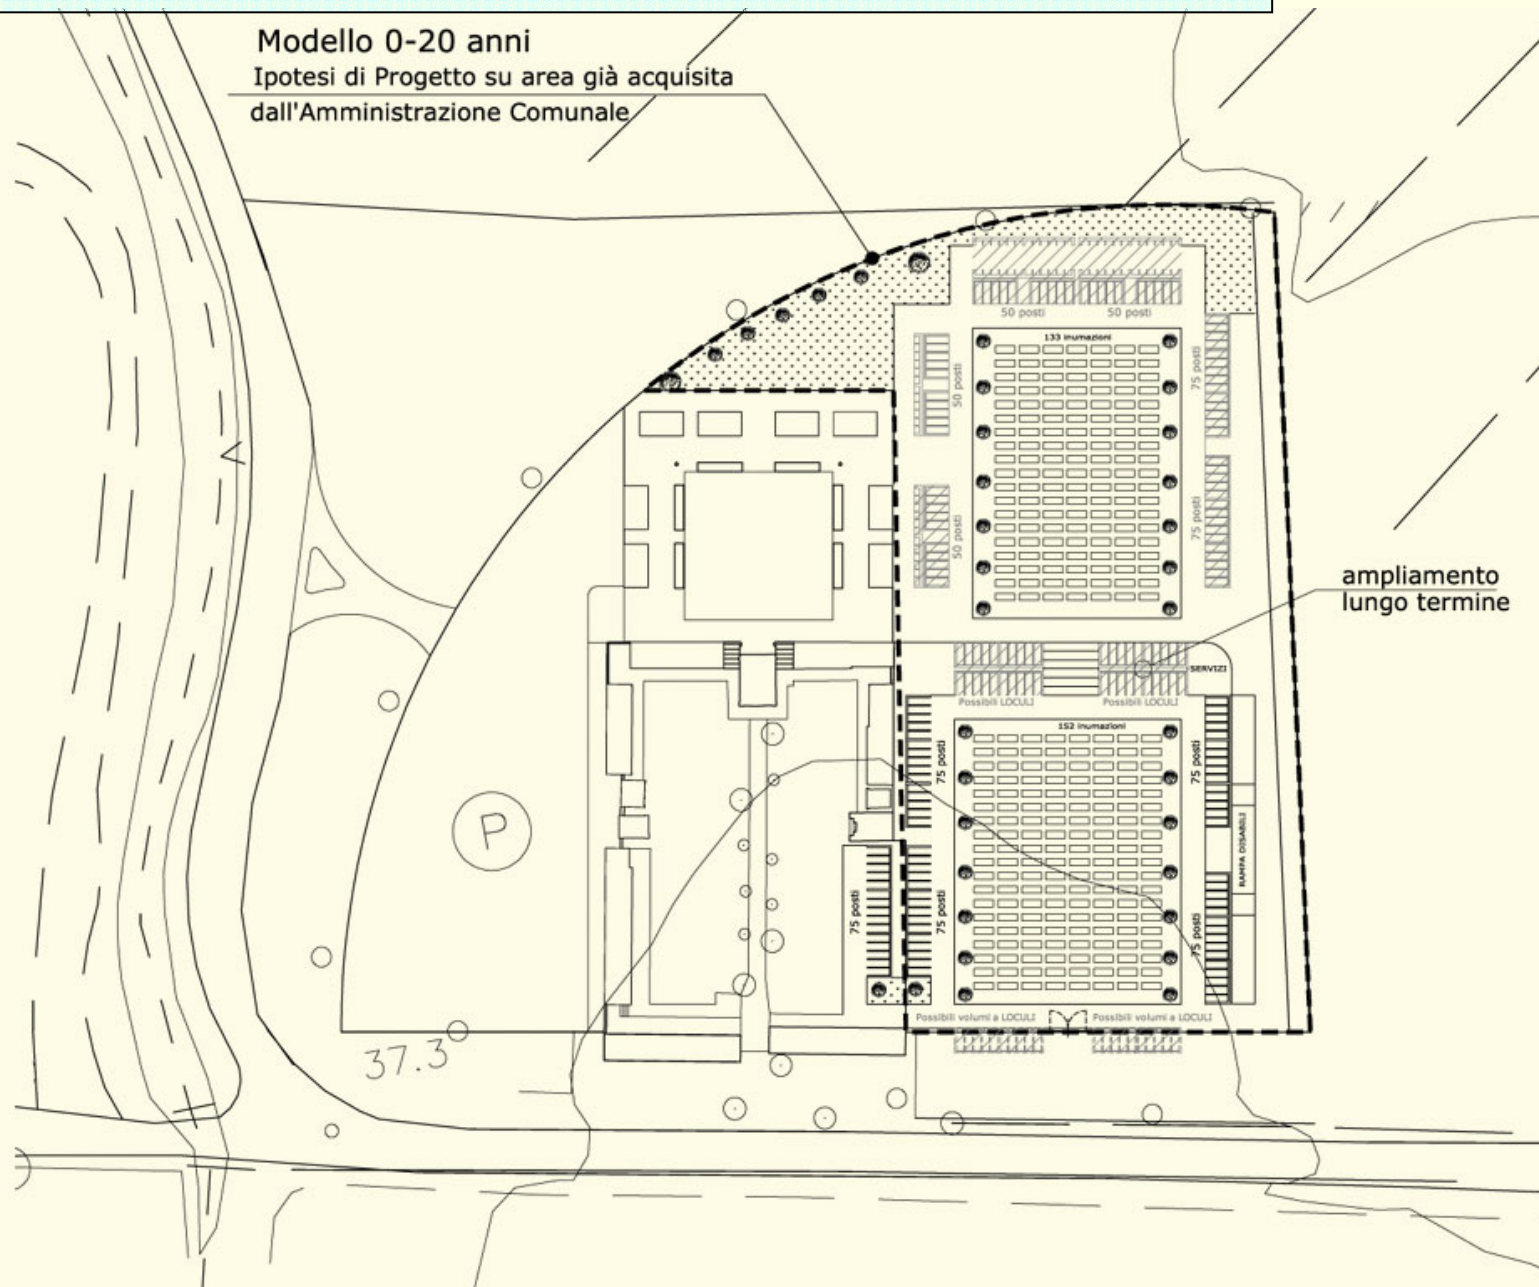 Modello 0-20 anni
Ipotesi di Progetto su area già acquisita
dall'Amministrazione Comunale
50 posti
50 posti
133 inumazioni
50 posti
75 posti
50 posti
75 posti
ampliamento
lungo termine
SERVIZI
Possibili LOCULI
Possibili LOCULI
152 inumazioni
75 posti
75 posti
P
RAMPA DISABILI
75 posti
75 posti
75 posti
Possibili volumi a LOCULI
Possibili volumi a LOCULI
37.3